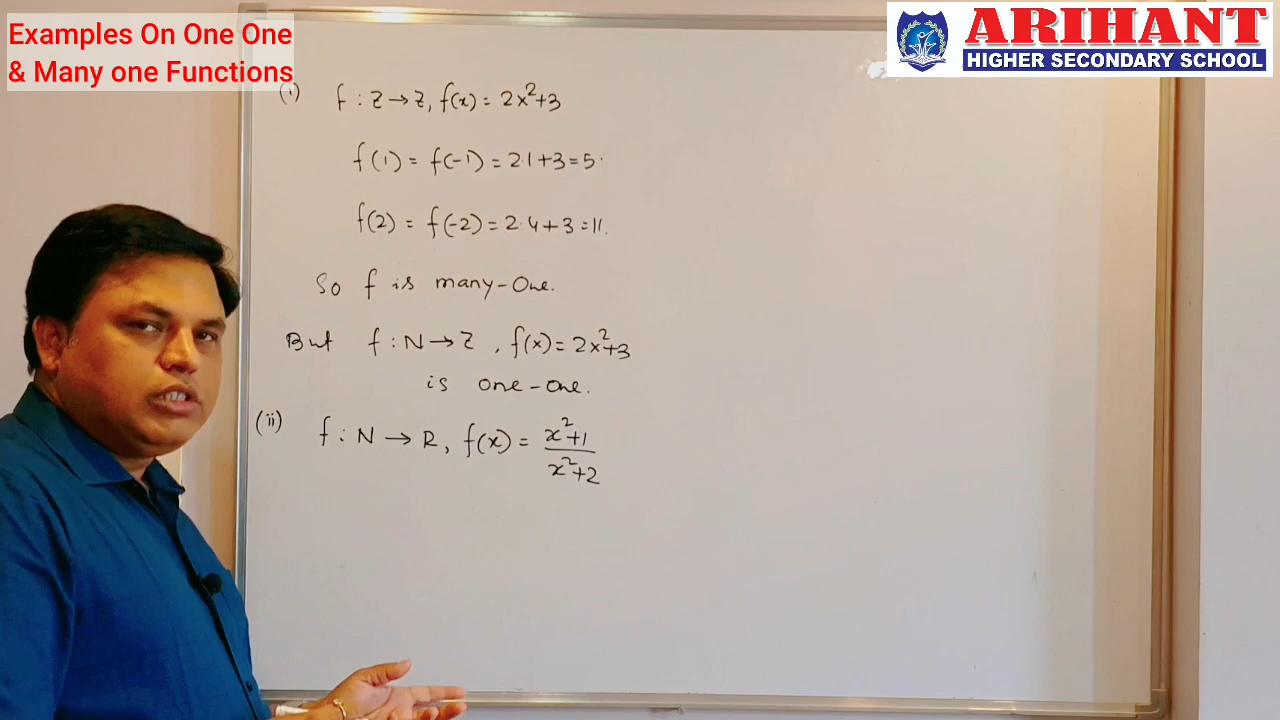 Examples On One One
& Many one Functions
ARIHANT
HIGHER SECONDARY SCHOOL
(i) f : Z → Z, f(x) = 2x²+3
f(1) = f(-1) = 2·1+3 = 5.
f(2) = f(-2) = 2·4+3 = 11.
So f is many-one.
But f : N → Z, f(x) = 2x²+3
is one-one.
(ii) f : N → R, f(x) = x²+1
x²+2